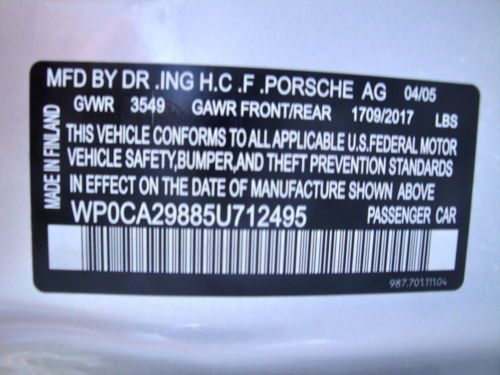 MFD BY DR .ING H.C .F .PORSCHE AG 04/05
GVWR 3549 GAWR FRONT/REAR 1709/2017 LBS
THIS VEHICLE CONFORMS TO ALL APPLICABLE U.S.FEDERAL MOTOR
VEHICLE SAFETY,BUMPER,AND THEFT PREVENTION STANDARDS
IN EFFECT ON THE DATE OF MANUFACTURE SHOWN ABOVE
WP0CA29885U712495 PASSENGER CAR
987.701.111.04
MADE IN FINLAND